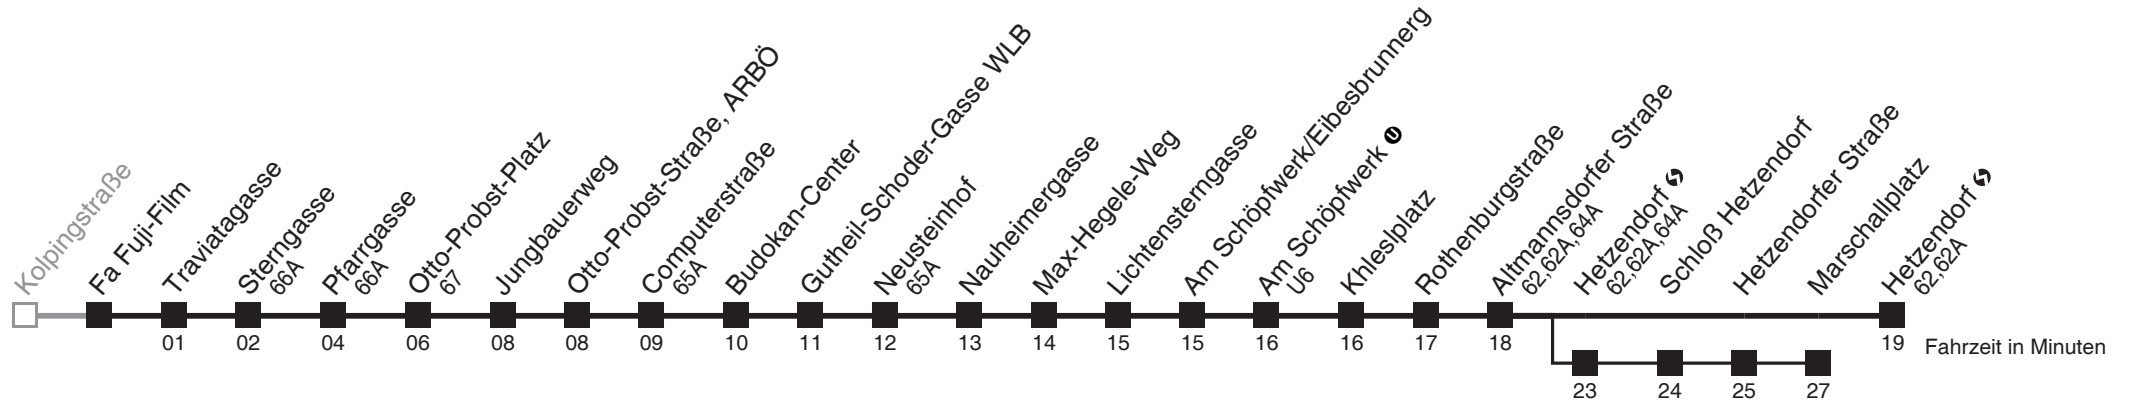 Kolpingstraße
Fa Fuji-Film
Traviatagasse
Sterngasse
66A
Pfarrgasse
66A
Otto-Probst-Platz
67
Jungbauerweg
Otto-Probst-Straße, ARBÖ
Computerstraße
65A
Budokan-Center
Gutheil-Schoder-Gasse WLB
Neusteinhof
65A
Nauheimergasse
Max-Hegele-Weg
Lichtensterngasse
Am Schöpfwerk/Eibesbrunnerg
Am Schöpfwerk U
U6
Khleslplatz
Rothenburgstraße
Altmannsdorfer Straße
62,62A,64A
Hetzendorf
62,62A,64A
Schloß Hetzendorf
Hetzendorfer Straße
Marschallplatz
Hetzendorf
62,62A
01 02 04 06 08 08 09 10 11 12 13 14 15 15 16 16 17 18 19 Fahrzeit in Minuten
23 24 25 27